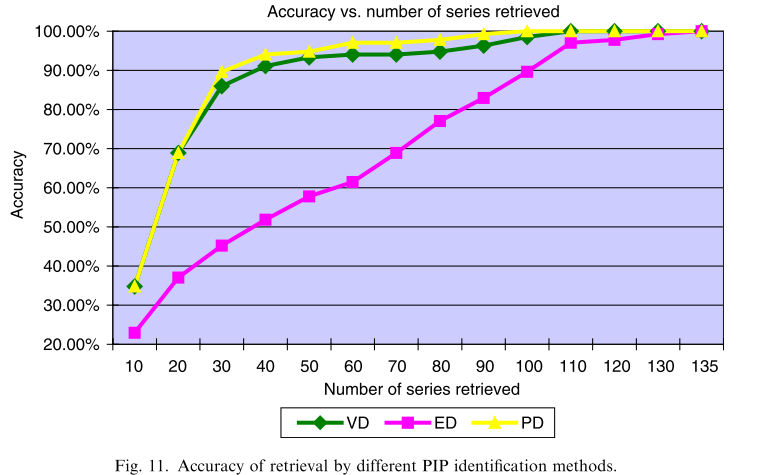 Accuracy vs. number of series retrieved
100.00%
90.00%
80.00%
70.00%
60.00%
50.00%
40.00%
30.00%
20.00%
Accuracy
10 20 30 40 50 60 70 80 90 100 110 120 130 135
Number of series retrieved
VD ED PD
Fig. 11. Accuracy of retrieval by different PIP identification methods.